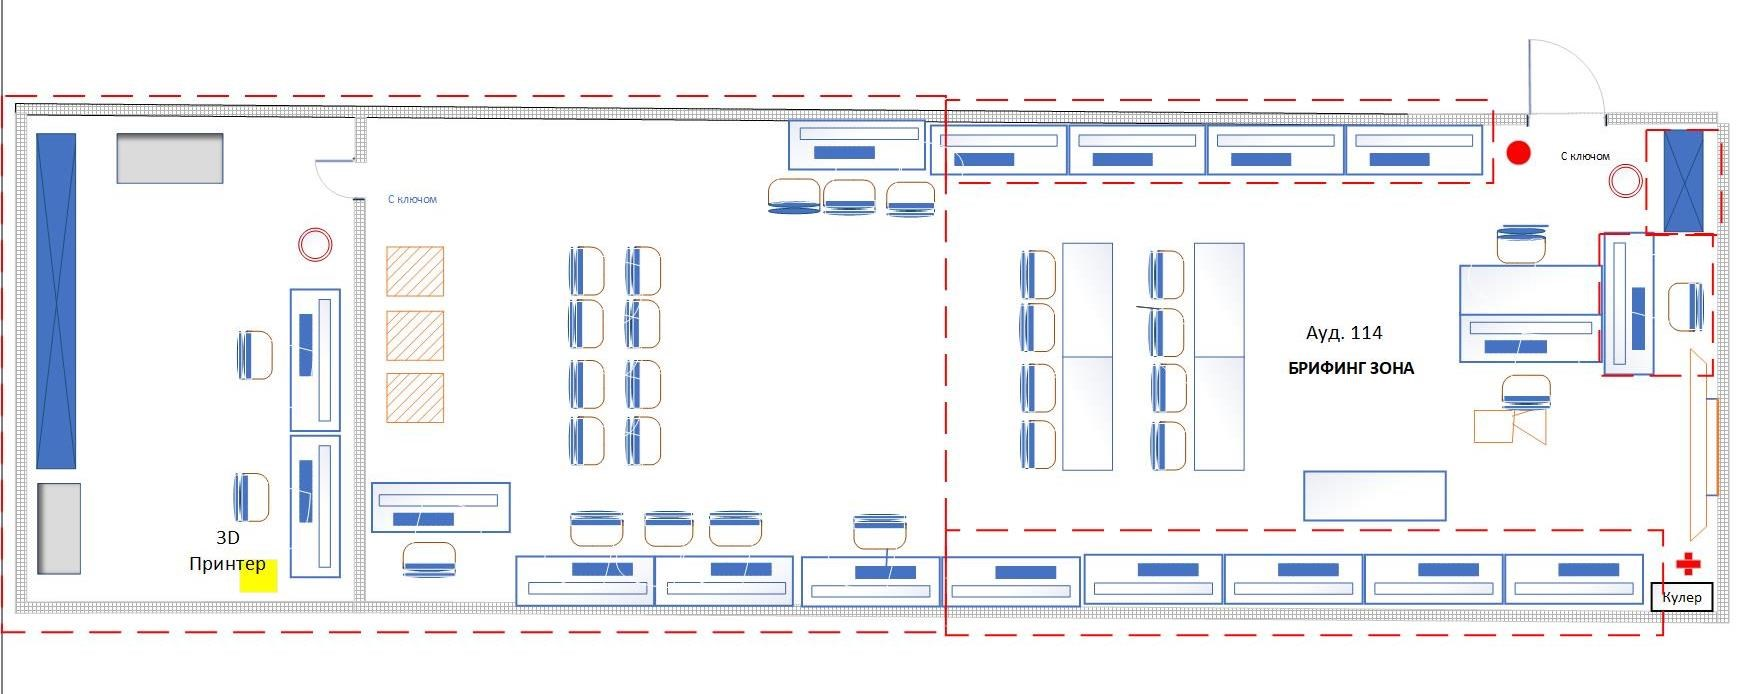 С ключом
С ключом
Ауд. 114
БРИФИНГ ЗОНА
3D
Принтер
Кулер